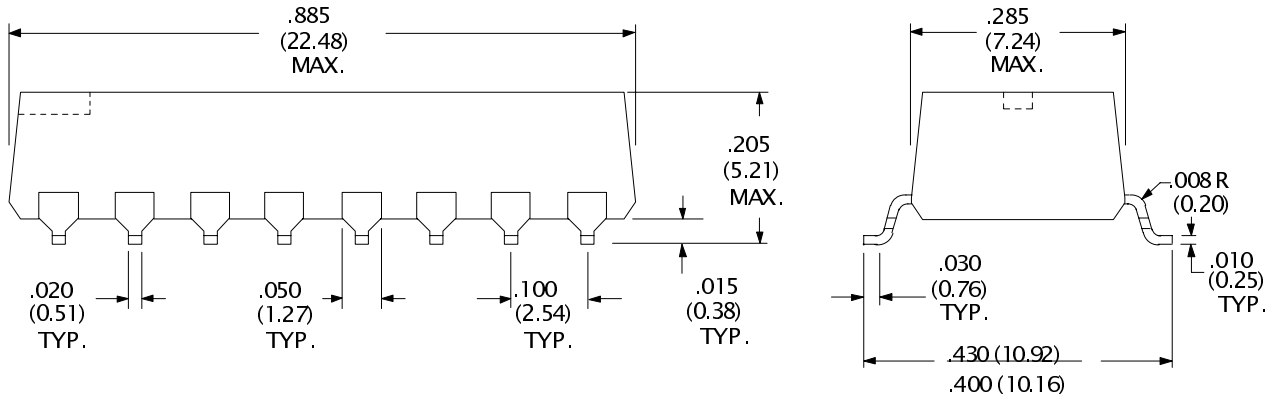 .885
(22.48)
MAX.
.285
(7.24)
MAX.
.205
(5.21)
MAX.
.008 R
(0.20)
.020
(0.51)
TYP.
.050
(1.27)
TYP.
.100
(2.54)
TYP.
.015
(0.38)
TYP.
.030
(0.76)
TYP.
.010
(0.25)
TYP.
.430 (10.92)
.400 (10.16)